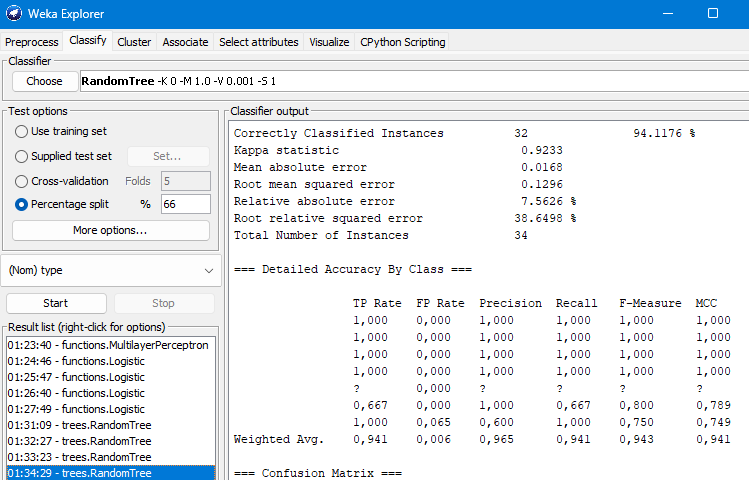 Weka Explorer
Preprocess Classify Cluster Associate Select attributes Visualize CPython Scripting
Classifier
Choose RandomTree -K 0 -M 1.0 -V 0.001 -S 1
Test options
Use training set
Supplied test set Set...
Cross-validation Folds 5
Percentage split % 66
More options...
(Nom) type
Start Stop
Result list (right-click for options)
01:23:40 - functions.MultilayerPerceptron
01:24:46 - functions.Logistic
01:25:47 - functions.Logistic
01:26:40 - functions.Logistic
01:27:49 - functions.Logistic
01:31:09 - trees.RandomTree
01:32:27 - trees.RandomTree
01:33:23 - trees.RandomTree
01:34:29 - trees.RandomTree
Classifier output
Correctly Classified Instances 32 94.1176 %
Kappa statistic 0.9233
Mean absolute error 0.0168
Root mean squared error 0.1296
Relative absolute error 7.5626 %
Root relative squared error 38.6498 %
Total Number of Instances 34
=== Detailed Accuracy By Class ===
TP Rate FP Rate Precision Recall F-Measure MCC
1,000 0,000 1,000 1,000 1,000 1,000
1,000 0,000 1,000 1,000 1,000 1,000
1,000 0,000 1,000 1,000 1,000 1,000
1,000 0,000 1,000 1,000 1,000 1,000
? 0,000 ? ? ? ?
0,667 0,000 1,000 0,667 0,800 0,789
1,000 0,065 0,600 1,000 0,750 0,749
Weighted Avg. 0,941 0,006 0,965 0,941 0,943 0,941
=== Confusion Matrix ===